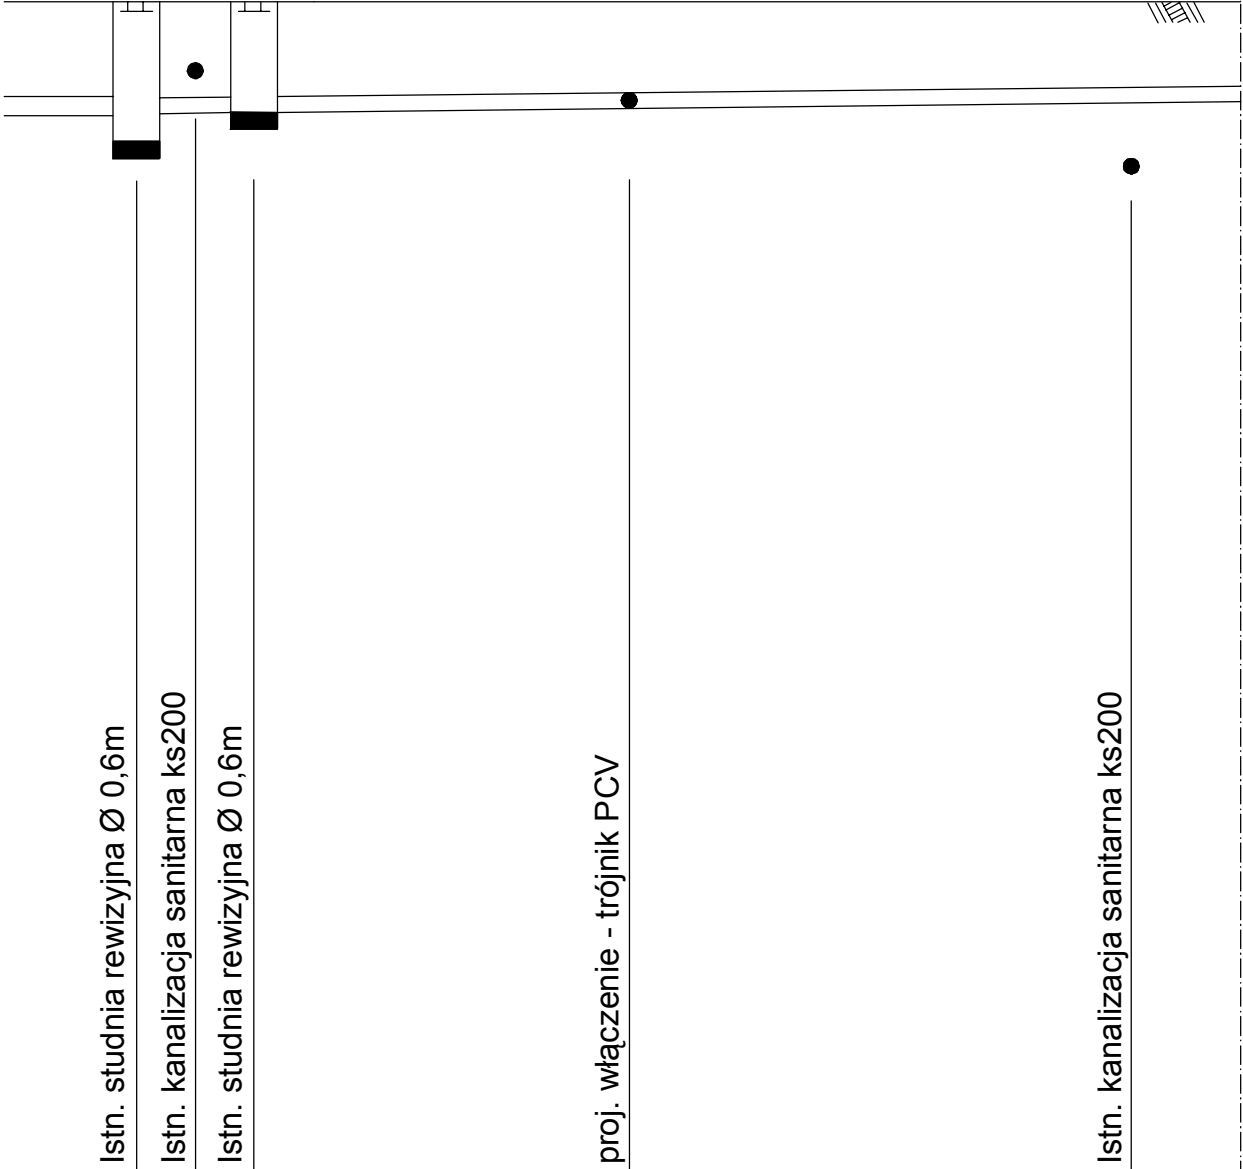 Istn. studnia rewizyjna Ø 0,6m
Istn. kanalizacja sanitarna ks200
Istn. studnia rewizyjna Ø 0,6m
proj. włączenie - trójnik PCV
Istn. kanalizacja sanitarna ks200